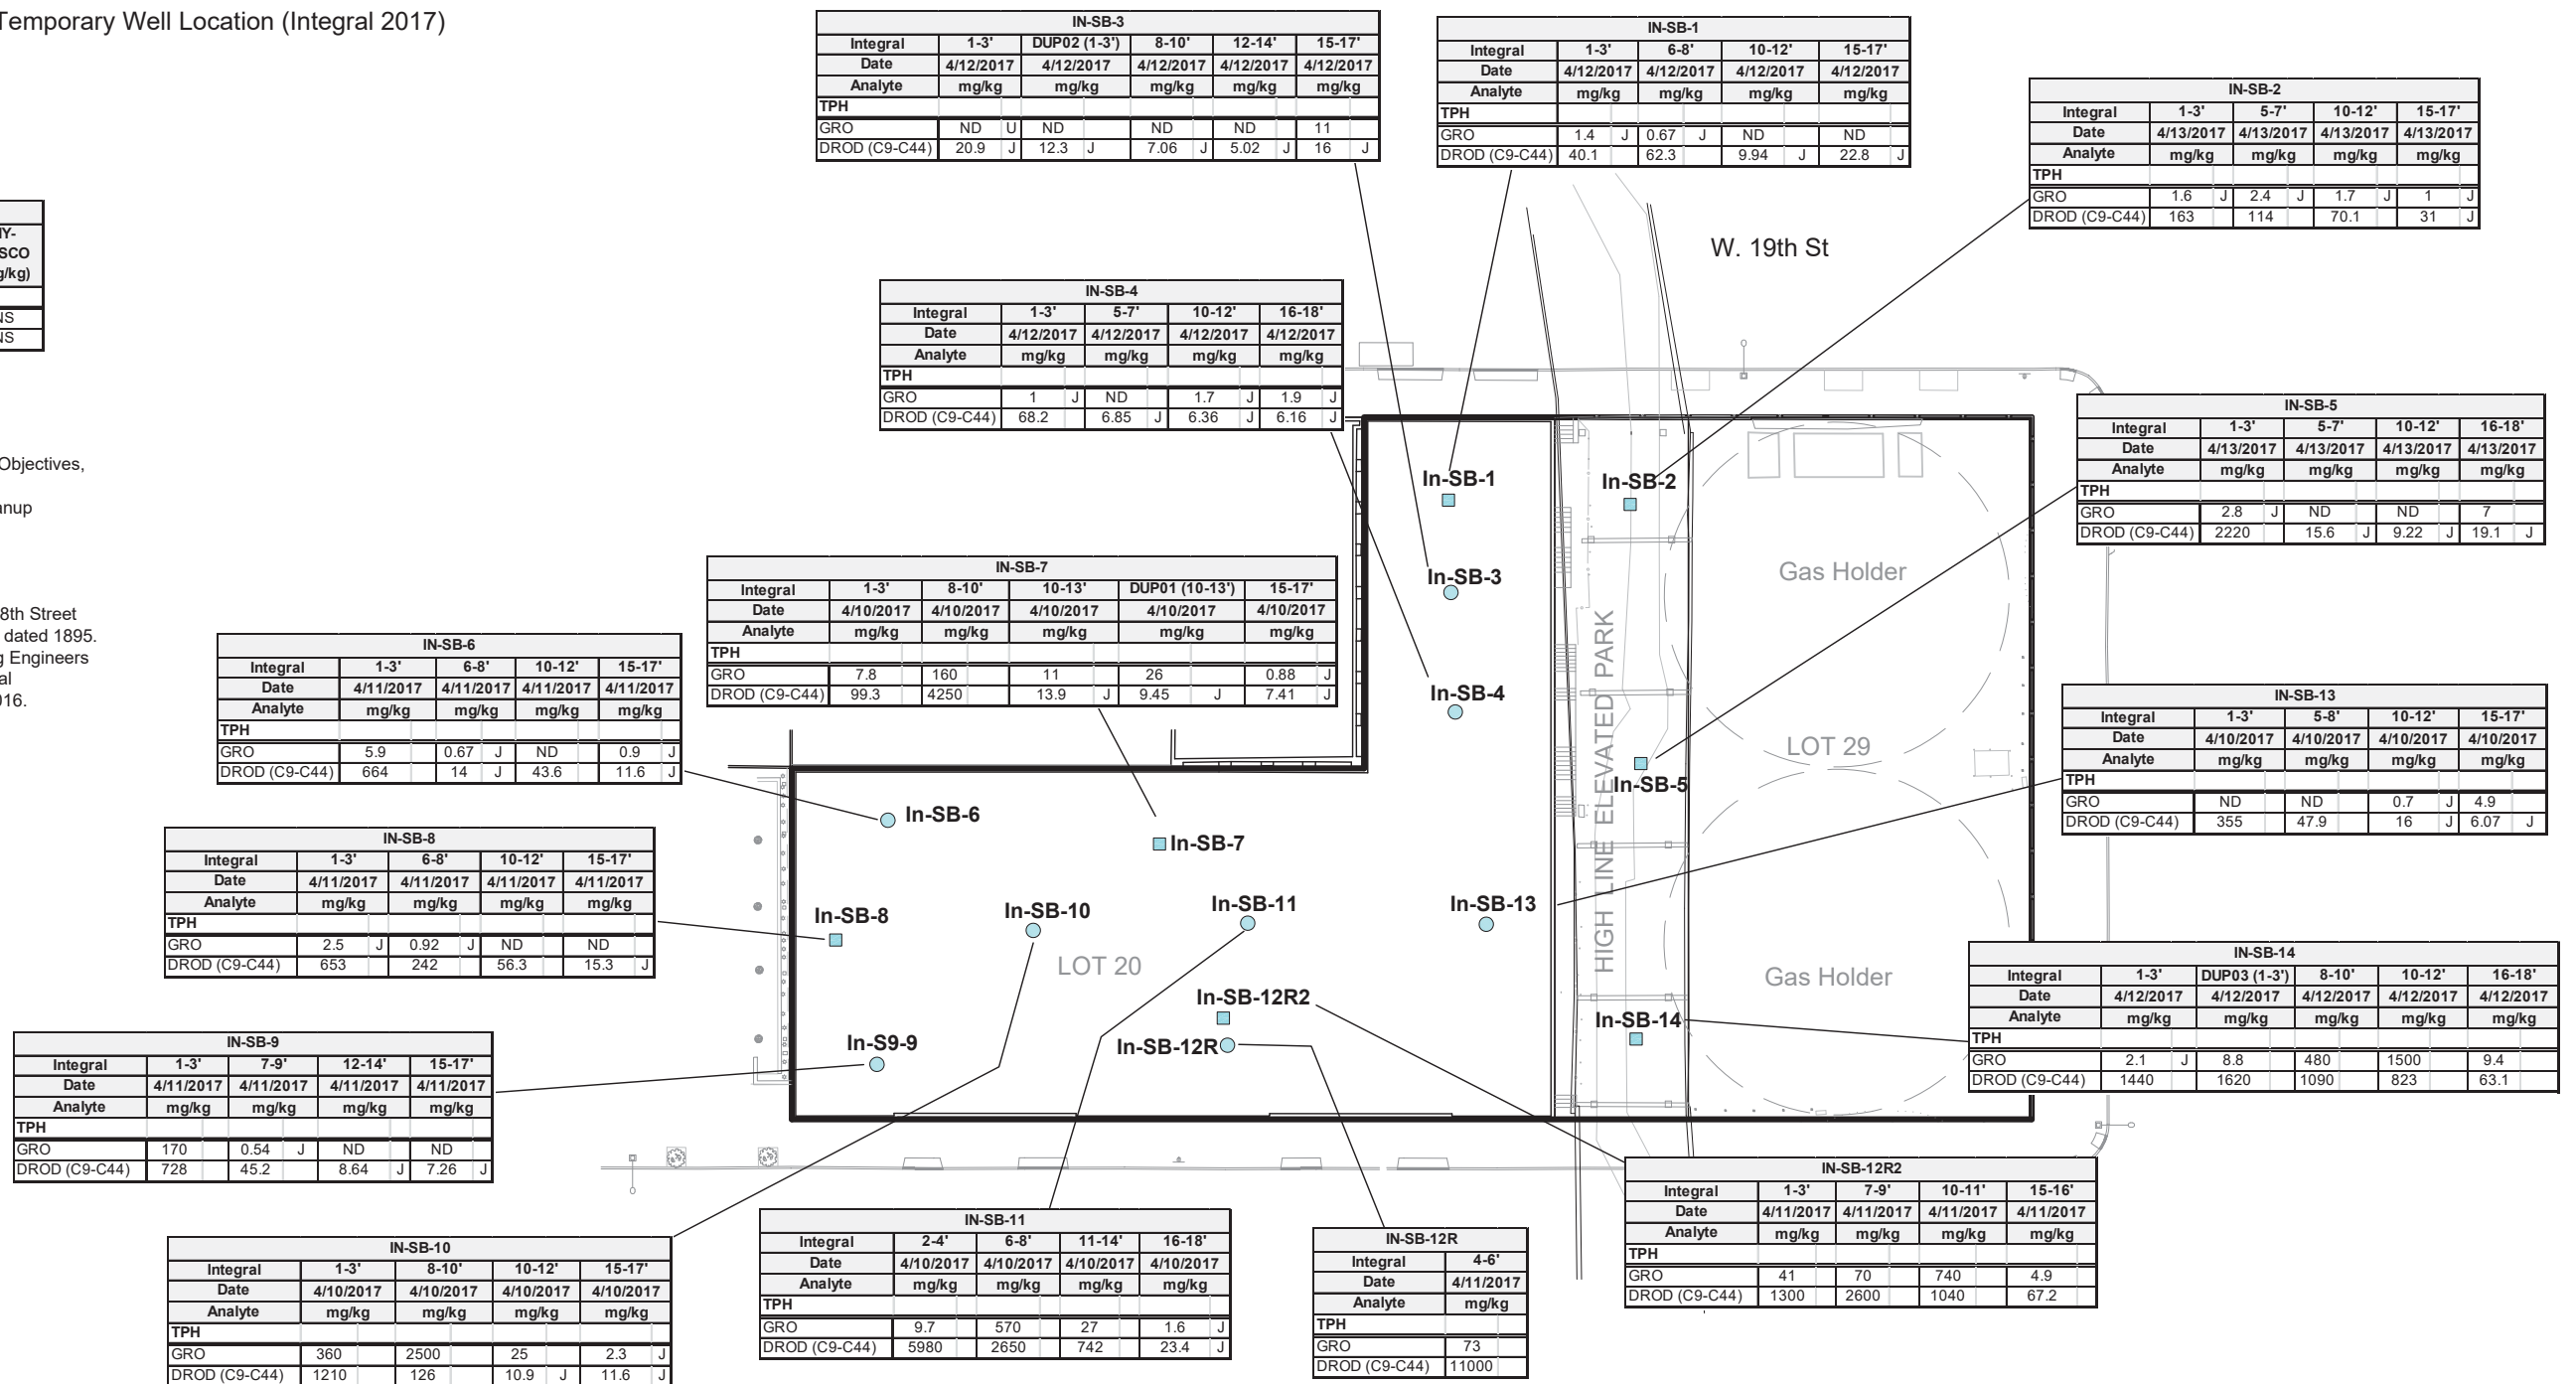 Temporary Well Location (Integral 2017)
IN-SB-3
Integral 1-3' DUP02 (1-3') 8-10' 12-14' 15-17'
Date 4/12/2017 4/12/2017 4/12/2017 4/12/2017 4/12/2017
Analyte mg/kg mg/kg mg/kg mg/kg mg/kg
TPH
GRO ND U ND ND ND 11
DROD (C9-C44) 20.9 J 12.3 J 7.06 J 5.02 J 16 J
IN-SB-1
Integral 1-3' 6-8' 10-12' 15-17'
Date 4/12/2017 4/12/2017 4/12/2017 4/12/2017
Analyte mg/kg mg/kg mg/kg mg/kg
TPH
GRO 1.4 J 0.67 J ND ND
DROD (C9-C44) 40.1 62.3 9.94 J 22.8 J
IN-SB-2
Integral 1-3' 5-7' 10-12' 15-17'
Date 4/13/2017 4/13/2017 4/13/2017 4/13/2017
Analyte mg/kg mg/kg mg/kg mg/kg
TPH
GRO 1.6 J 2.4 J 1.7 J 1 J
DROD (C9-C44) 163 114 70.1 31 J
W. 19th St
IY-
SCO
g/kg)
NS
NS
IN-SB-4
Integral 1-3' 5-7' 10-12' 16-18'
Date 4/12/2017 4/12/2017 4/12/2017 4/12/2017
Analyte mg/kg mg/kg mg/kg mg/kg
TPH
GRO 1 J ND 1.7 J 1.9 J
DROD (C9-C44) 68.2 6.85 J 6.36 J 6.16 J
IN-SB-5
Integral 1-3' 5-7' 10-12' 16-18'
Date 4/13/2017 4/13/2017 4/13/2017 4/13/2017
Analyte mg/kg mg/kg mg/kg mg/kg
TPH
GRO 2.8 J ND ND 7
DROD (C9-C44) 2220 15.6 J 9.22 J 19.1 J
Objectives,
anup
8th Street
dated 1895.
g Engineers
al
016.
In-SB-1
In-SB-2
In-SB-3
Gas Holder
In-SB-4
HIGH LINE ELEVATED PARK
LOT 29
In-SB-5
IN-SB-7
Integral 1-3' 8-10' 10-13' DUP01 (10-13') 15-17'
Date 4/10/2017 4/10/2017 4/10/2017 4/10/2017 4/10/2017
Analyte mg/kg mg/kg mg/kg mg/kg mg/kg
TPH
GRO 7.8 160 11 26 0.88 J
DROD (C9-C44) 99.3 4250 13.9 J 9.45 J 7.41 J
IN-SB-6
Integral 1-3' 6-8' 10-12' 15-17'
Date 4/11/2017 4/11/2017 4/11/2017 4/11/2017
Analyte mg/kg mg/kg mg/kg mg/kg
TPH
GRO 5.9 0.67 J ND 0.9 J
DROD (C9-C44) 664 14 J 43.6 11.6 J
IN-SB-13
Integral 1-3' 5-8' 10-12' 15-17'
Date 4/10/2017 4/10/2017 4/10/2017 4/10/2017
Analyte mg/kg mg/kg mg/kg mg/kg
TPH
GRO ND ND 0.7 J 4.9
DROD (C9-C44) 355 47.9 16 J 6.07 J
In-SB-6
In-SB-7
IN-SB-8
Integral 1-3' 6-8' 10-12' 15-17'
Date 4/11/2017 4/11/2017 4/11/2017 4/11/2017
Analyte mg/kg mg/kg mg/kg mg/kg
TPH
GRO 2.5 J 0.92 J ND ND
DROD (C9-C44) 653 242 56.3 15.3 J
In-SB-8
In-SB-10
In-SB-11
In-SB-13
LOT 20
Gas Holder
In-SB-12R2
In-SB-12R
In-S9-9
In-SB-14
IN-SB-14
Integral 1-3' DUP03 (1-3') 8-10' 10-12' 16-18'
Date 4/12/2017 4/12/2017 4/12/2017 4/12/2017 4/12/2017
Analyte mg/kg mg/kg mg/kg mg/kg mg/kg
TPH
GRO 2.1 J 8.8 480 1500 9.4
DROD (C9-C44) 1440 1620 1090 823 63.1
IN-SB-9
Integral 1-3' 7-9' 12-14' 15-17'
Date 4/11/2017 4/11/2017 4/11/2017 4/11/2017
Analyte mg/kg mg/kg mg/kg mg/kg
TPH
GRO 170 0.54 J ND ND
DROD (C9-C44) 728 45.2 8.64 J 7.26 J
IN-SB-10
Integral 1-3' 8-10' 10-12' 15-17'
Date 4/10/2017 4/10/2017 4/10/2017 4/10/2017
Analyte mg/kg mg/kg mg/kg mg/kg
TPH
GRO 360 2500 25 2.3 J
DROD (C9-C44) 1210 126 10.9 J 11.6 J
IN-SB-11
Integral 2-4' 6-8' 11-14' 16-18'
Date 4/10/2017 4/10/2017 4/10/2017 4/10/2017
Analyte mg/kg mg/kg mg/kg mg/kg
TPH
GRO 9.7 570 27 1.6 J
DROD (C9-C44) 5980 2650 742 23.4 J
IN-SB-12R
Integral 4-6'
Date 4/11/2017
Analyte mg/kg
TPH
GRO 73
DROD (C9-C44) 11000
IN-SB-12R2
Integral 1-3' 7-9' 10-11' 15-16'
Date 4/11/2017 4/11/2017 4/11/2017 4/11/2017
Analyte mg/kg mg/kg mg/kg mg/kg
TPH
GRO 41 70 740 4.9
DROD (C9-C44) 1300 2600 1040 67.2